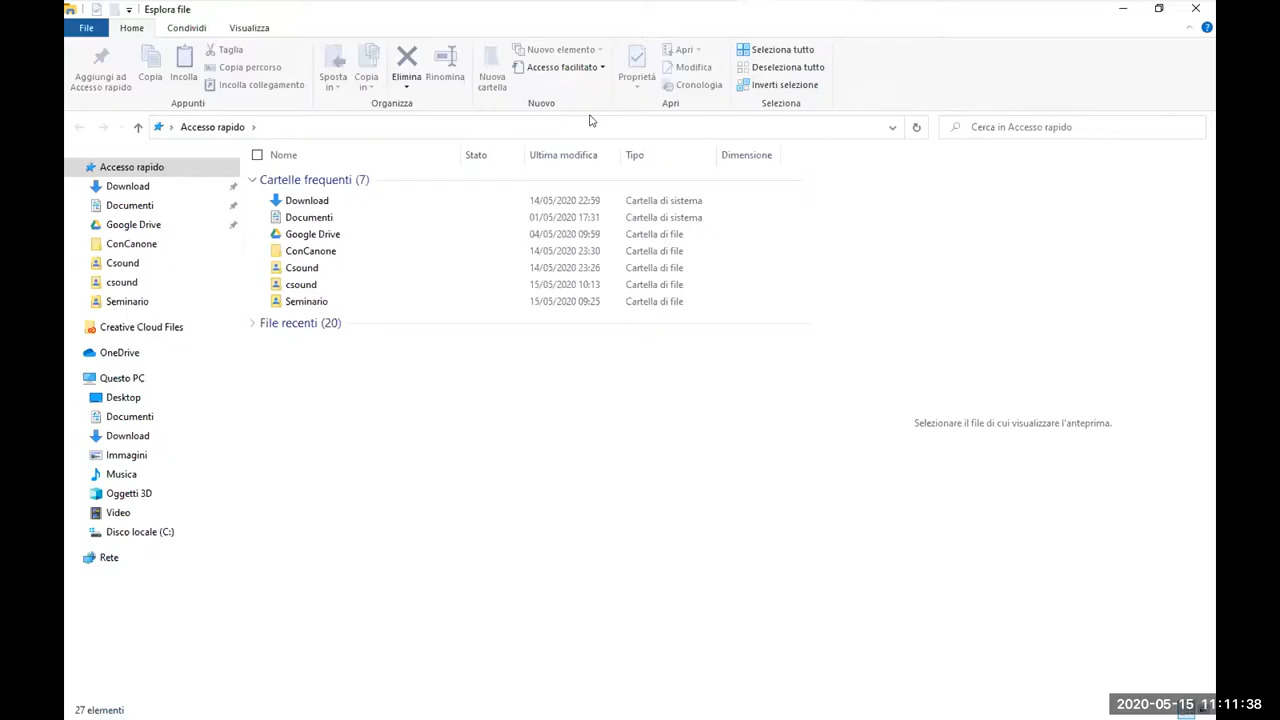 Esplora file
File Home Condividi Visualizza
Aggiungi ad Accesso rapido
Copia
Incolla
Taglia
Copia percorso
Incolla collegamento
Appunti
Sposta in
Copia in
Elimina
Rinomina
Organizza
Nuova cartella
Nuovo elemento
Accesso facilitato
Nuovo
Proprietà
Apri
Modifica
Cronologia
Apri
Seleziona tutto
Deseleziona tutto
Inverti selezione
Seleziona
Accesso rapido
Cerca in Accesso rapido
Accesso rapido
Download
Documenti
Google Drive
ConCanone
Csound
csound
Seminario
Creative Cloud Files
OneDrive
Questo PC
Desktop
Documenti
Download
Immagini
Musica
Oggetti 3D
Video
Disco locale (C:)
Rete
Nome Stato Ultima modifica Tipo Dimensione
Cartelle frequenti (7)
Download 14/05/2020 22:59 Cartella di sistema
Documenti 01/05/2020 17:31 Cartella di sistema
Google Drive 04/05/2020 09:59 Cartella di file
ConCanone 14/05/2020 23:30 Cartella di file
Csound 14/05/2020 23:26 Cartella di file
csound 15/05/2020 10:13 Cartella di file
Seminario 15/05/2020 09:25 Cartella di file
File recenti (20)
Selezionare il file di cui visualizzare l'anteprima.
27 elementi
2020-05-15 11:11:38